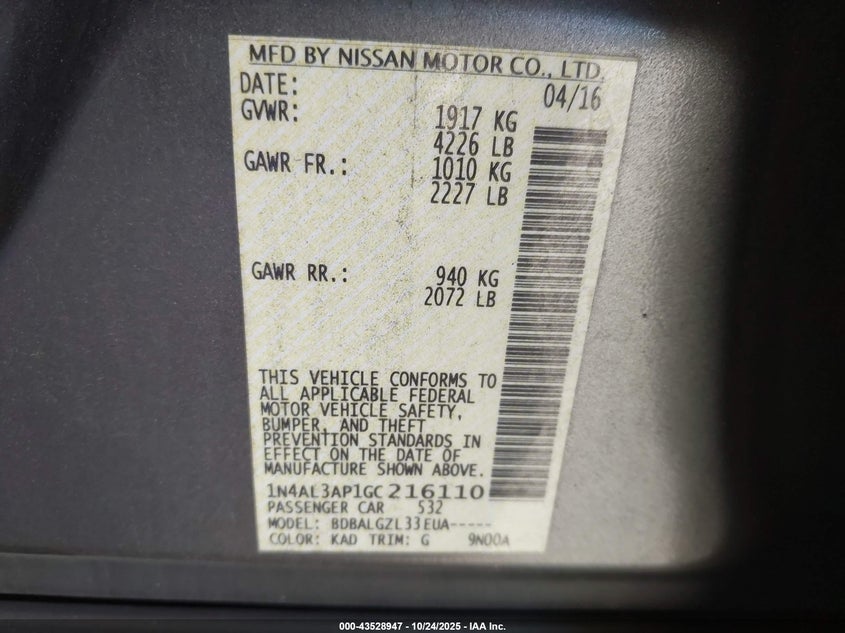 MFD BY NISSAN MOTOR CO., LTD.
DATE: 04/16
GVWR: 1917 KG
4226 LB
GAWR FR.: 1010 KG
2227 LB
GAWR RR.: 940 KG
2072 LB
THIS VEHICLE CONFORMS TO
ALL APPLICABLE FEDERAL
MOTOR VEHICLE SAFETY,
BUMPER, AND THEFT
PREVENTION STANDARDS IN
EFFECT ON THE DATE OF
MANUFACTURE SHOWN ABOVE.
1N4AL3AP1GC216110
PASSENGER CAR 532
MODEL: BDBALGZL33EUA-----
COLOR: KAD TRIM: G 9N00A
000-43528947 - 10/24/2025 - IAA Inc.